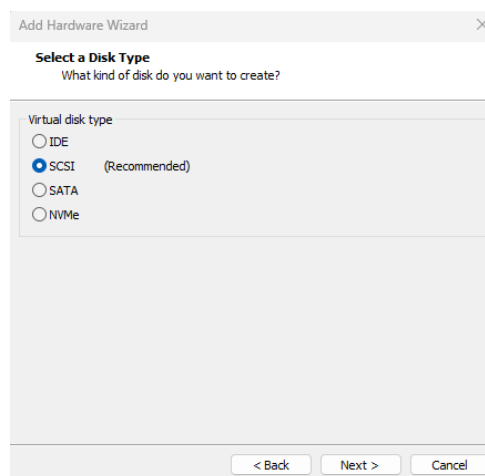 Add Hardware Wizard
Select a Disk Type
What kind of disk do you want to create?
Virtual disk type
IDE
SCSI (Recommended)
SATA
NVMe
< Back Next > Cancel